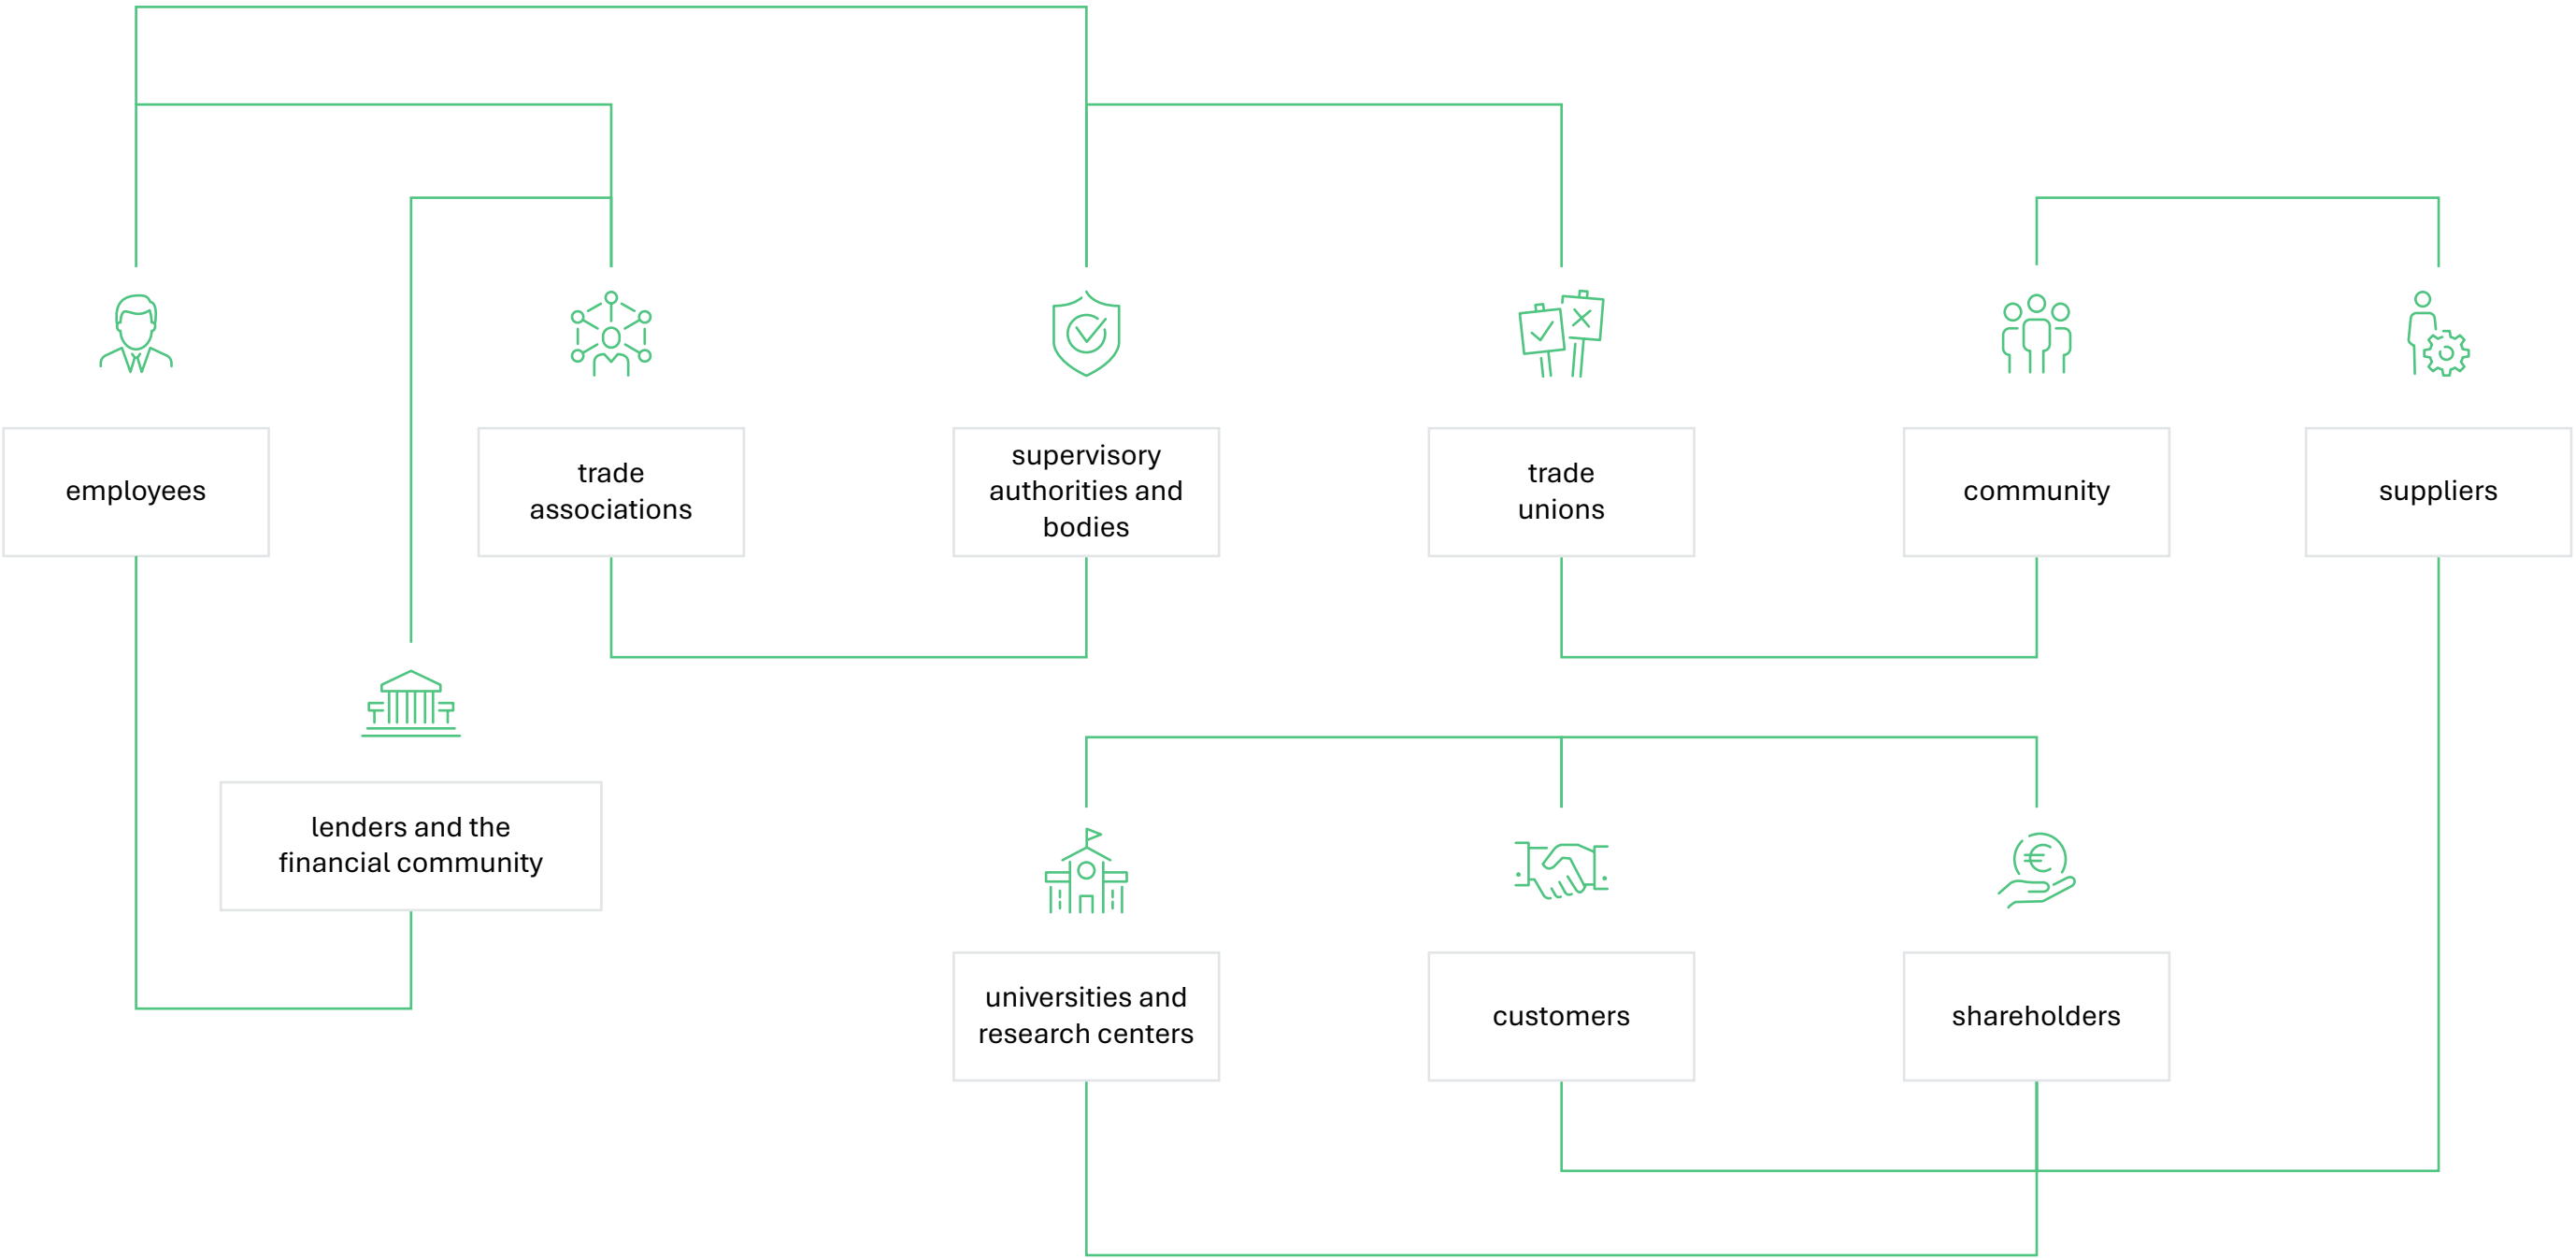 employees
trade
associations
supervisory
authorities and
bodies
trade
unions
community
suppliers
lenders and the
financial community
universities and
research centers
customers
shareholders